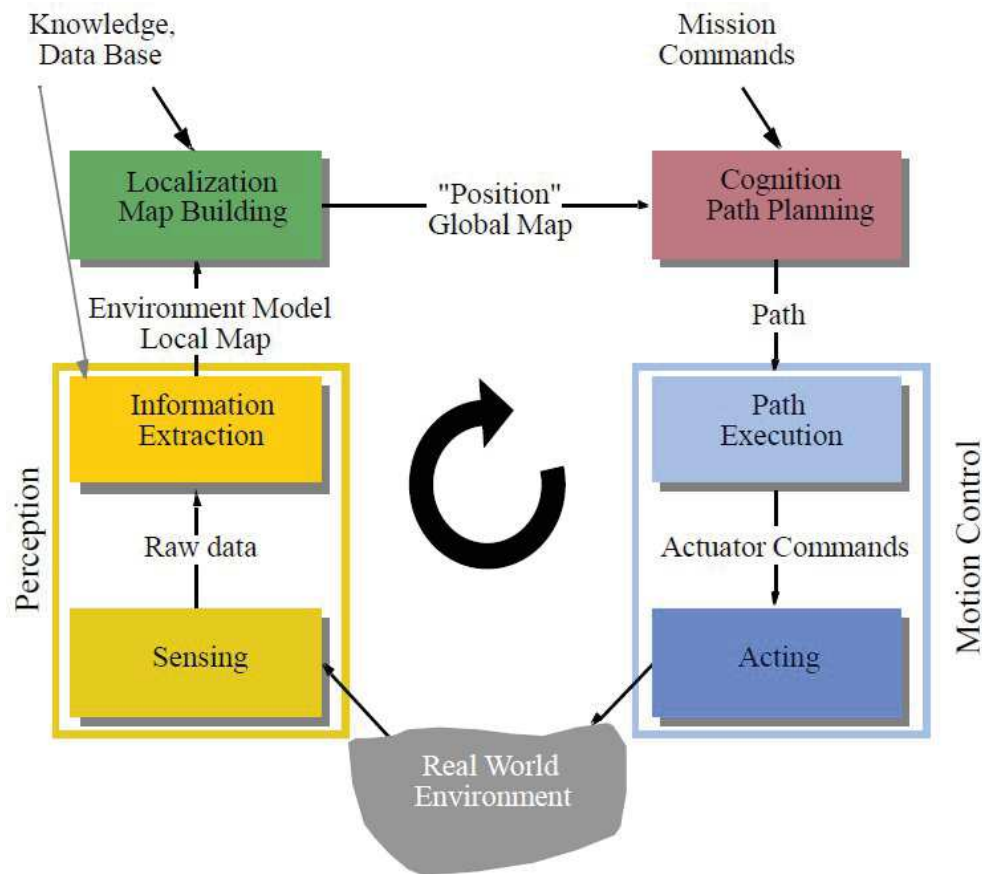 Knowledge,
Data Base
Mission
Commands
Localization
Map Building
"Position"
Global Map
Cognition
Path Planning
Environment Model
Local Map
Path
Information
Extraction
Path
Execution
Perception
Motion Control
Raw data
Actuator Commands
Sensing
Acting
Real World
Environment